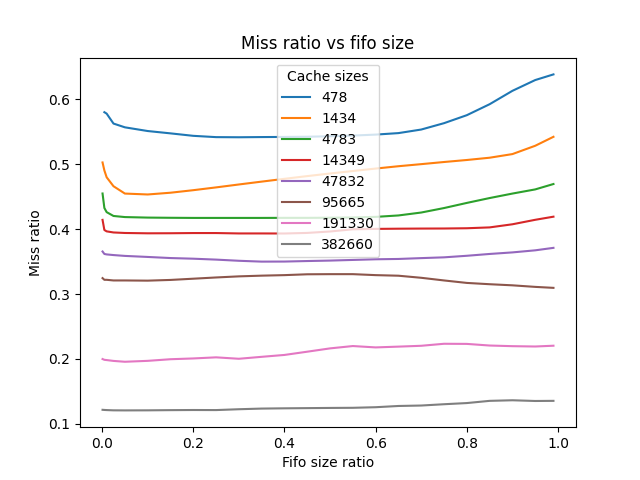 Miss ratio vs fifo size
Cache sizes
478
1434
4783
14349
47832
95665
191330
382660
Miss ratio
0.6
0.5
0.4
0.3
0.2
0.1
0.0 0.2 0.4 0.6 0.8 1.0
Fifo size ratio